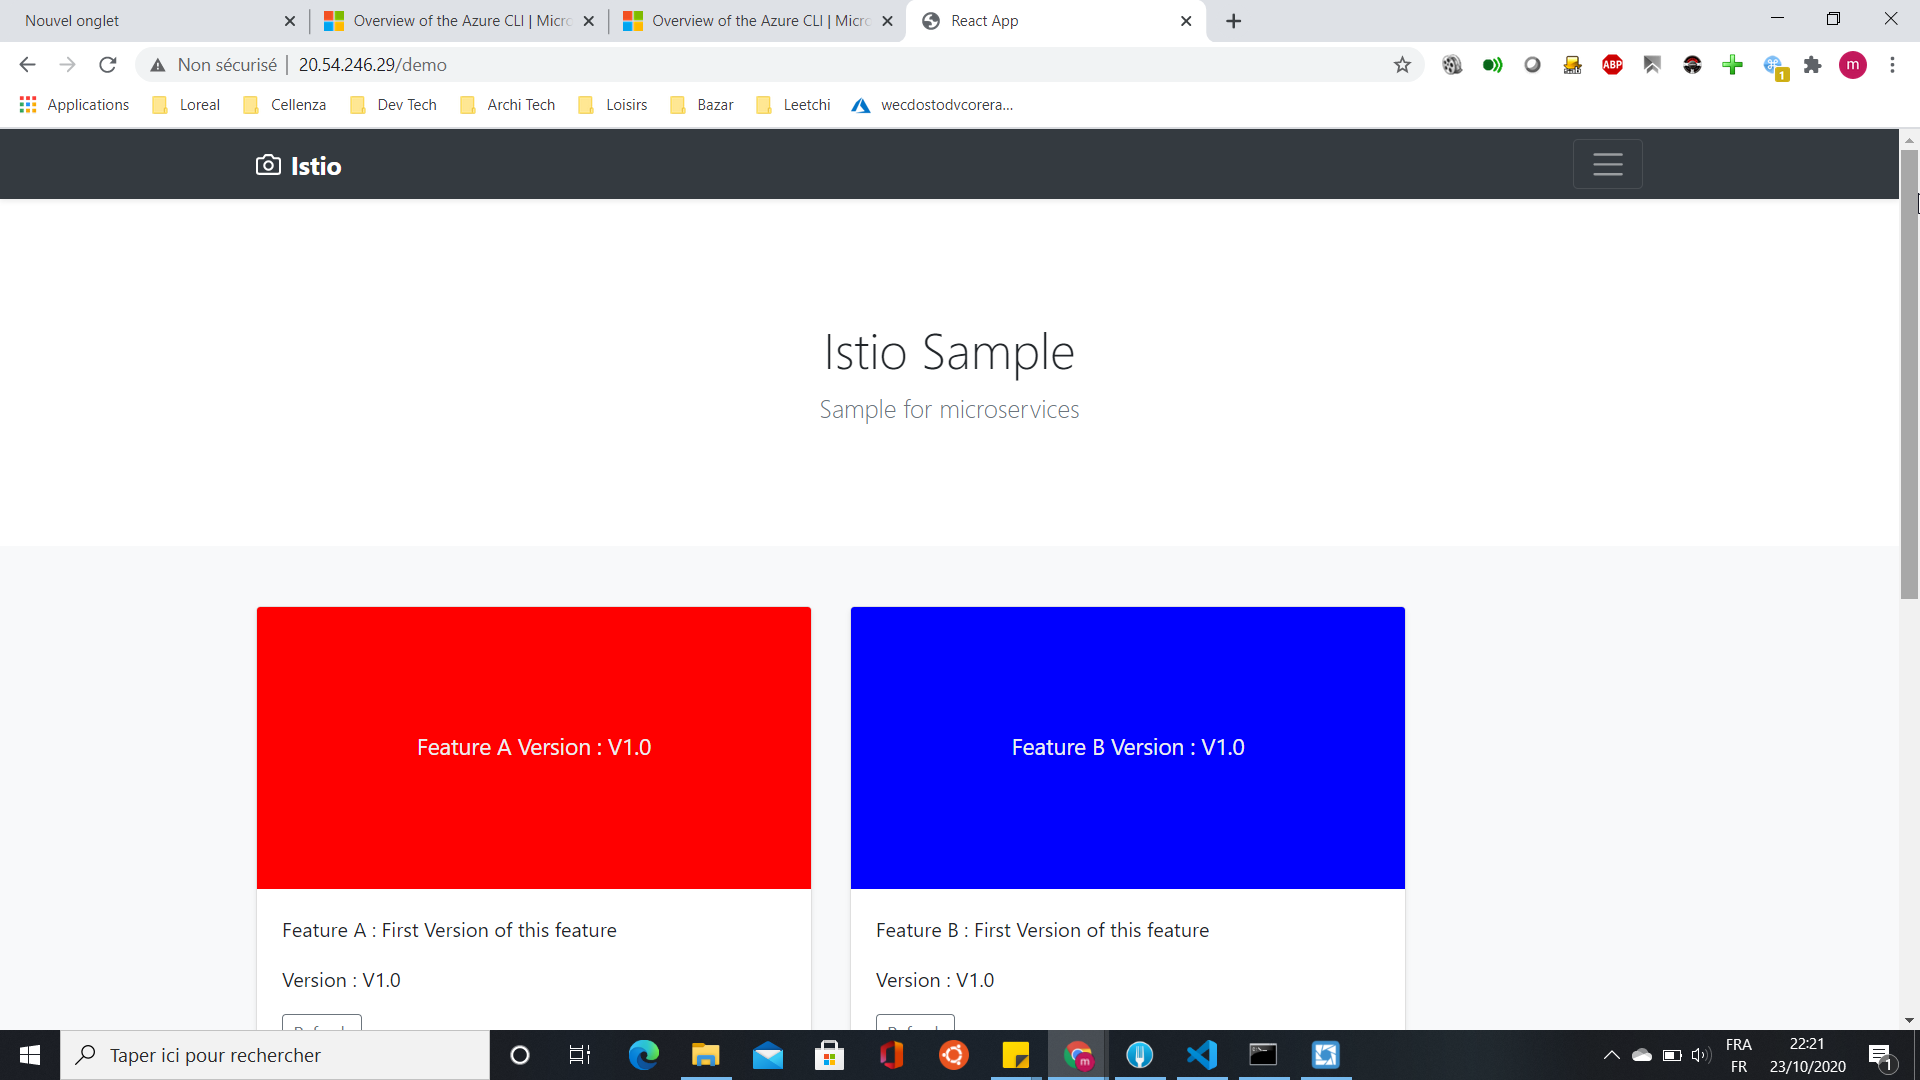 Nouvel onglet
Overview of the Azure CLI | Micro
Overview of the Azure CLI | Micro
React App
Non sécurisé | 20.54.246.29/demo
ABP
1
m
Applications
Loreal
Cellenza
Dev Tech
Archi Tech
Loisirs
Bazar
Leetchi
wecdostodvcorera...
Istio
Istio Sample
Sample for microservices
Feature A Version : V1.0
Feature B Version : V1.0
Feature A : First Version of this feature
Feature B : First Version of this feature
Version : V1.0
Version : V1.0
Taper ici pour rechercher
m
FRA
FR
22:21
23/10/2020
1